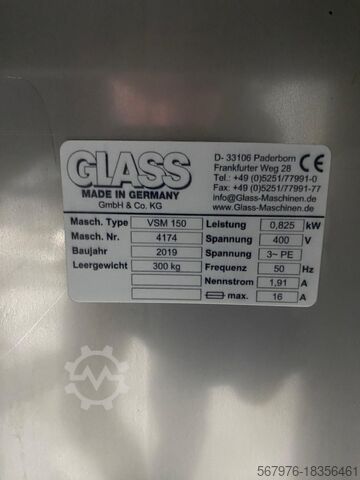 GLASS
MADE IN GERMANY
GmbH & Co. KG
D- 33106 Paderborn
Frankfurter Weg 28
Tel.: +49 (0)5251/77991-0
Fax: +49 (0)5251/77991-77
info@Glass-Maschinen.de
www.Glass-Maschinen.de
CE
Masch. Type VSM 150 Leistung 0,825 kW
Masch. Nr. 4174 Spannung 400 V
Baujahr 2019 Spannung 3~ PE
Leergewicht 300 kg Frequenz 50 Hz
Nennstrom 1,91 A
max. 16 A
567976-18356461